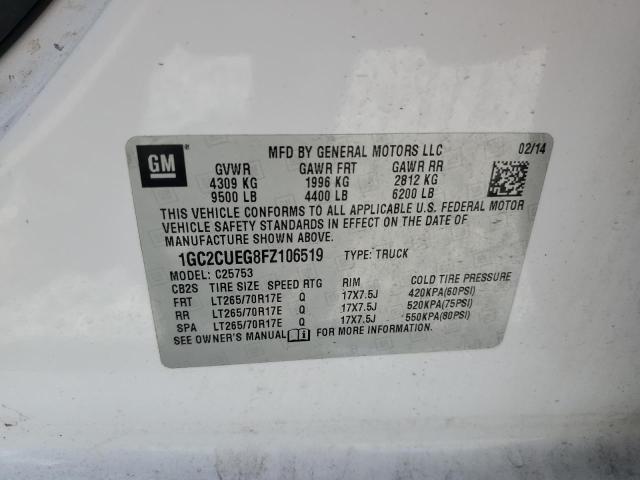 GM
MFD BY GENERAL MOTORS LLC 02/14
GVWR GAWR FRT GAWR RR
4309 KG 1996 KG 2812 KG
9500 LB 4400 LB 6200 LB
THIS VEHICLE CONFORMS TO ALL APPLICABLE U.S. FEDERAL MOTOR
VEHICLE SAFETY STANDARDS IN EFFECT ON THE DATE OF
MANUFACTURE SHOWN ABOVE.
1GC2CUEG8FZ106519 TYPE: TRUCK
MODEL: C25753
CB2S TIRE SIZE SPEED RTG RIM COLD TIRE PRESSURE
FRT LT265/70R17E Q 17X7.5J 420KPA(60PSI)
RR LT265/70R17E Q 17X7.5J 520KPA(75PSI)
SPA LT265/70R17E Q 17X7.5J 550KPA(80PSI)
SEE OWNER'S MANUAL FOR MORE INFORMATION.